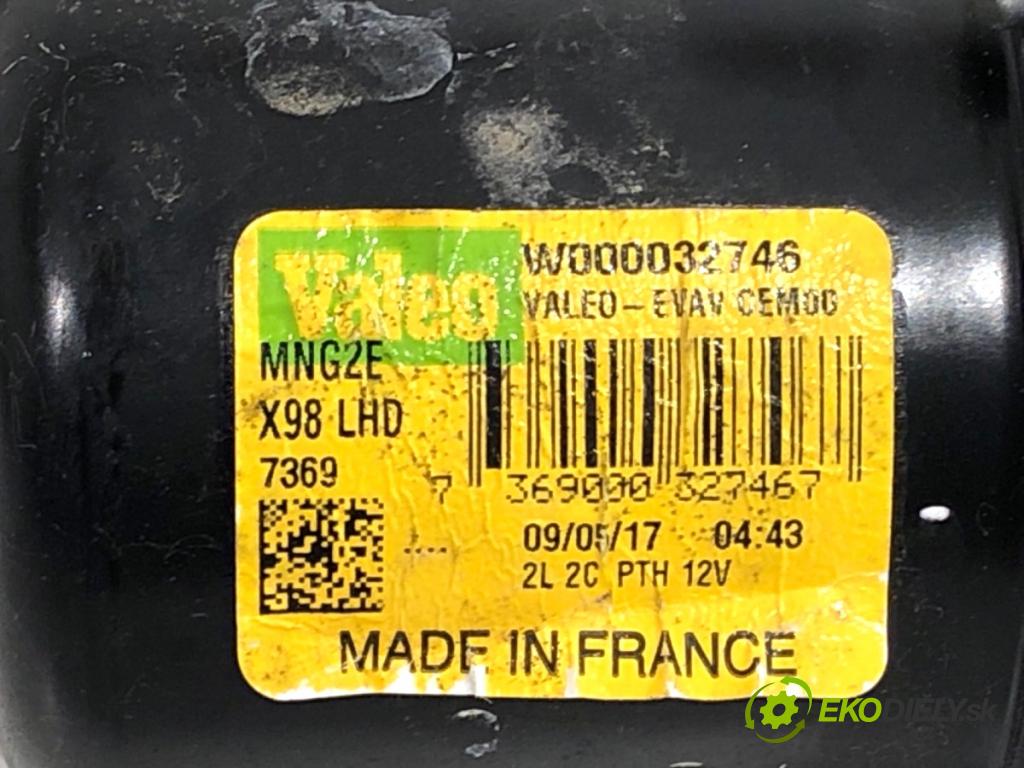 Valeo
W000032746
VALEO - EVAV CEM00
MNG2E
X98 LHD
7369
7 369000 327467
09/05/17 04:43
2L 2C PTH 12V
MADE IN FRANCE
EKODIELY.sk